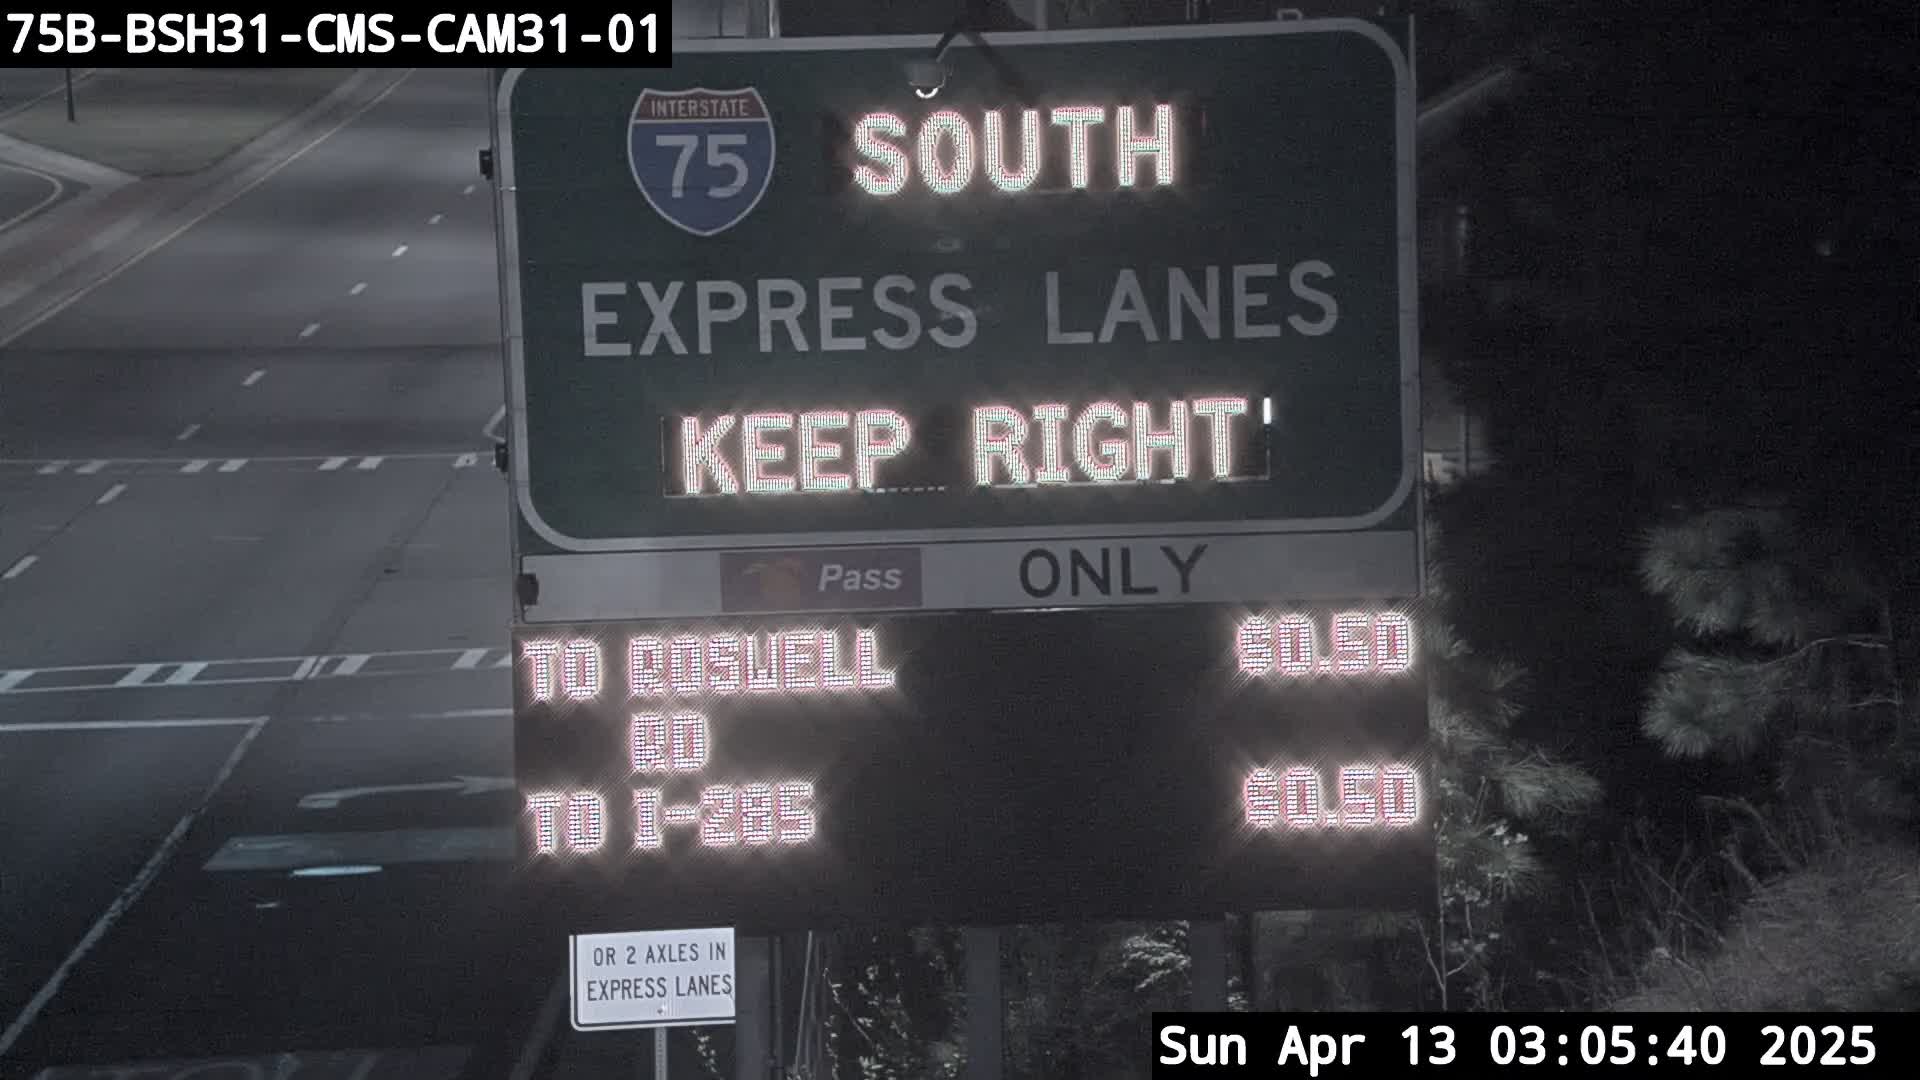 75B-BSH31-CMS-CAM31-01
INTERSTATE
75
SOUTH
EXPRESS LANES
KEEP RIGHT
Pass ONLY
TO ROSWELL $0.50
RD
TO I-285 $0.50
OR 2 AXLES IN
EXPRESS LANES
Sun Apr 13 03:05:40 2025